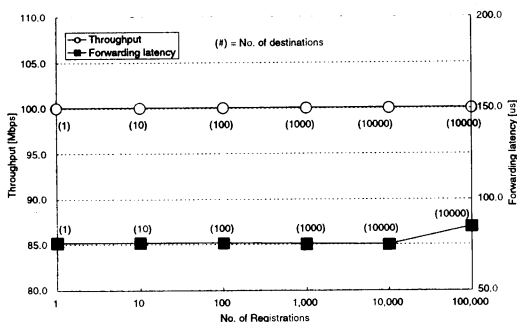 110.0
105.0
100.0
95.0
90.0
85.0
80.0
Throughput [Mbps]
Throughput
Forwarding latency
(#) = No. of destinations
(1) (10) (100) (1000) (10000) (10000)
(1) (10) (100) (1000) (10000) (10000)
200.0
150.0
100.0
50.0
Forwarding latency [us]
1 10 100 1,000 10,000 100,000
No. of Registrations